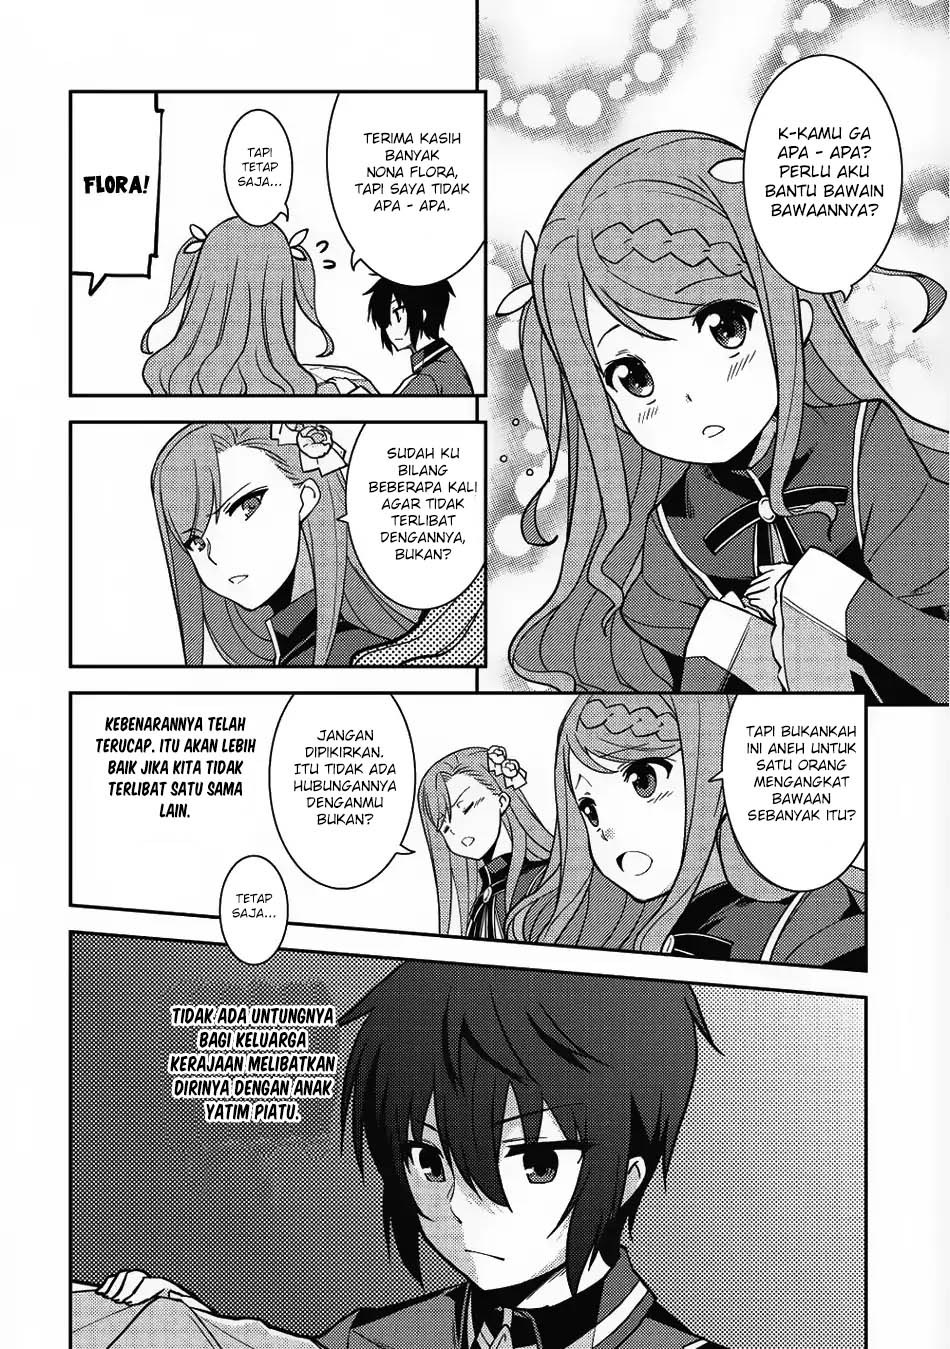 K-KAMU GA
APA - APA?
PERLU AKU
BANTU BAWAIN
BAWAANNYA?
TERIMA KASIH
BANYAK
NONA FLORA,
TAPI SAYA TIDAK
APA - APA.
TAPI
TETAP
SAJA...
FLORA!
SUDAH KU
BILANG
BEBERAPA KALI
AGAR TIDAK
TERLIBAT
DENGANNYA,
BUKAN?
TAPI BUKANKAH
INI ANEH UNTUK
SATU ORANG
MENGANGKAT
BAWAAN
SEBANYAK ITU?
JANGAN
DIPIKIRKAN.
ITU TIDAK ADA
HUBUNGANNYA
DENGANMU
BUKAN?
KEBENARANNYA TELAH
TERUCAP. ITU AKAN LEBIH
BAIK JIKA KITA TIDAK
TERLIBAT SATU SAMA
LAIN.
TETAP
SAJA...
TIDAK ADA UNTUNGNYA
BAGI KELUARGA
KERAJAAN MELIBATKAN
DIRINYA DENGAN ANAK
YATIM PIATU.